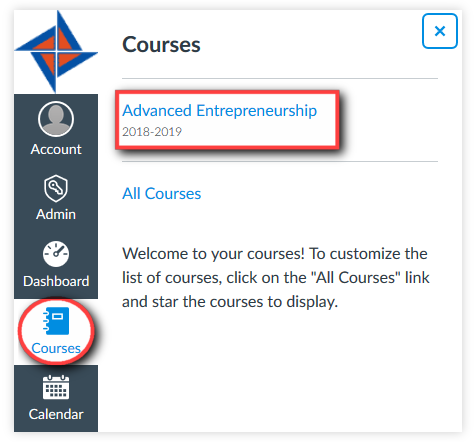 Courses
Advanced Entrepreneurship
2018-2019
All Courses
Welcome to your courses! To customize the
list of courses, click on the "All Courses" link
and star the courses to display.
Account
Admin
Dashboard
Courses
Calendar